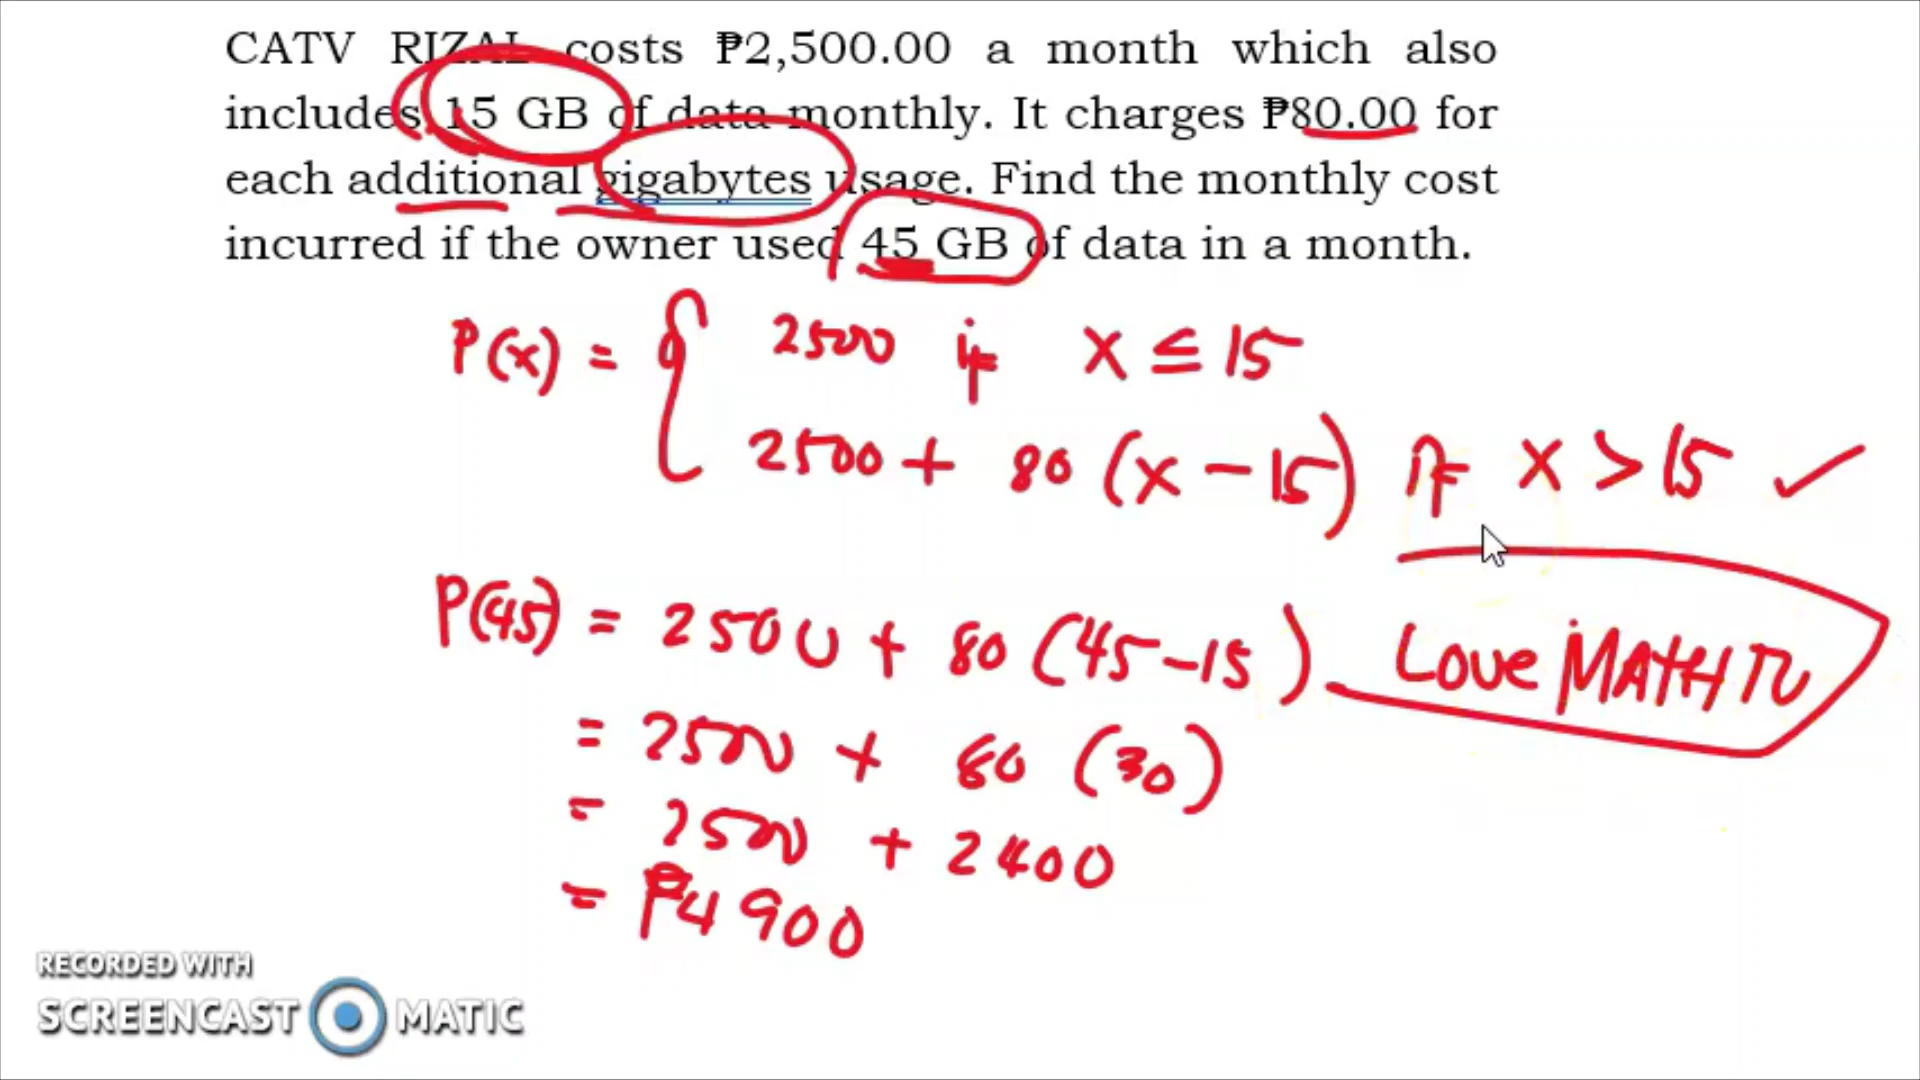 CATV RIZAL costs ₱2,500.00 a month which also
includes 15 GB of data monthly. It charges ₱80.00 for
each additional gigabytes usage. Find the monthly cost
incurred if the owner used 45 GB of data in a month.
P(x) = { 2500 if x ≤ 15
2500 + 80 (x - 15) if x > 15 ✓
P(45) = 2500 + 80 (45-15)
Love MATH TV
= 2500 + 80 (30)
= 2500 + 2400
= ₱4900
RECORDED WITH
SCREENCAST MATIC